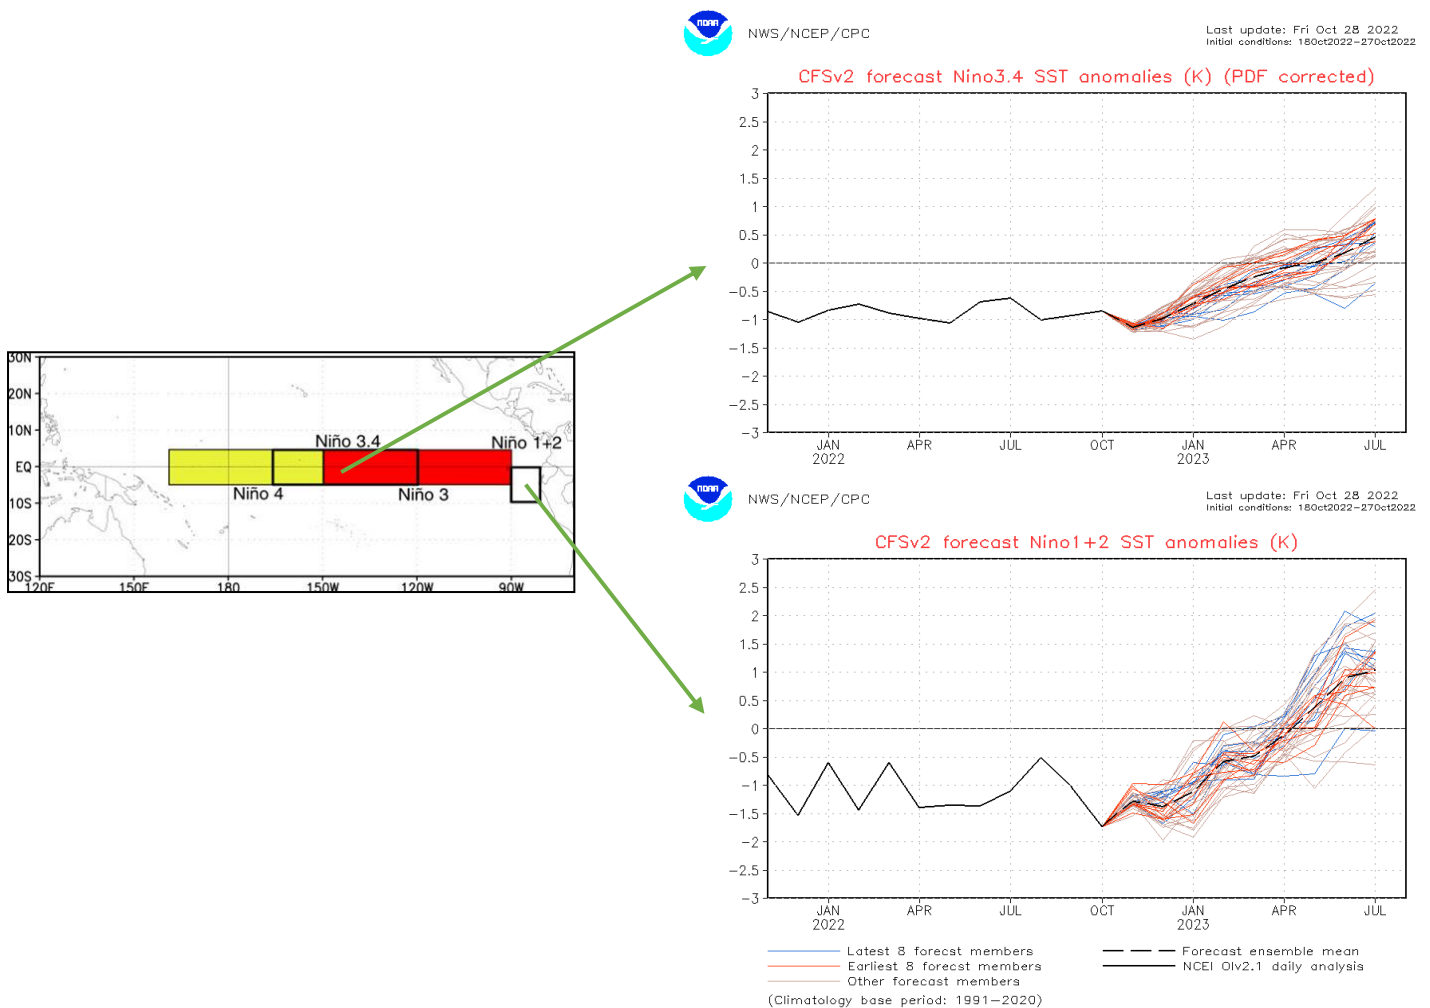 NOAA
NWS/NCEP/CPC
Last update: Fri Oct 28 2022
Initial conditions: 18Oct2022-27Oct2022
CFSv2 forecast Nino3.4 SST anomalies (K) (PDF corrected)
3
2.5
2
1.5
1
0.5
0
-0.5
-1
-1.5
-2
-2.5
-3
JAN APR JUL OCT JAN APR JUL
2022 2023
30N
20N
10N
EQ
10S
20S
30S
120E 150E 180 150W 120W 90W
Niño 3.4
Niño 1+2
Niño 4
Niño 3
NOAA
NWS/NCEP/CPC
Last update: Fri Oct 28 2022
Initial conditions: 18Oct2022-27Oct2022
CFSv2 forecast Nino1+2 SST anomalies (K)
3
2.5
2
1.5
1
0.5
0
-0.5
-1
-1.5
-2
-2.5
-3
JAN APR JUL OCT JAN APR JUL
2022 2023
Latest 8 forecst members
Earliest 8 forecst members
Other forecast members
Forecast ensemble mean
NCEI OIv2.1 daily analysis
(Climatology base period: 1991-2020)